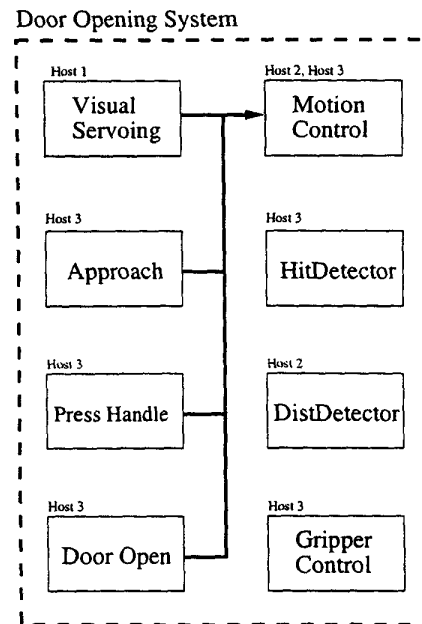 Door Opening System
Host 1
Visual
Servoing
Host 2, Host 3
Motion
Control
Host 3
Approach
Host 3
HitDetector
Host 3
Press Handle
Host 2
DistDetector
Host 3
Door Open
Host 3
Gripper
Control